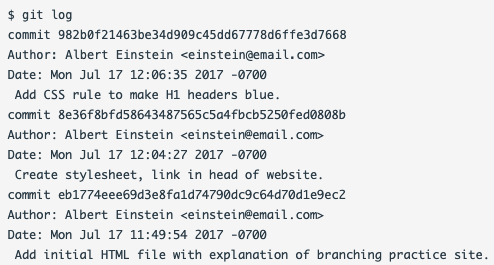 $ git log
commit 982b0f21463be34d909c45dd67778d6ffe3d7668
Author: Albert Einstein <einstein@email.com>
Date: Mon Jul 17 12:06:35 2017 -0700
Add CSS rule to make H1 headers blue.
commit 8e36f8bfd58643487565c5a4fbcb5250fed0808b
Author: Albert Einstein <einstein@email.com>
Date: Mon Jul 17 12:04:27 2017 -0700
Create stylesheet, link in head of website.
commit eb1774eee69d3e8fa1d74790dc9c64d70d1e9ec2
Author: Albert Einstein <einstein@email.com>
Date: Mon Jul 17 11:49:54 2017 -0700
Add initial HTML file with explanation of branching practice site.